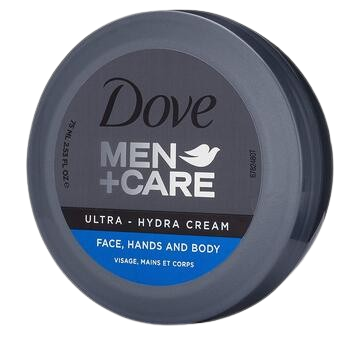 Dove
MEN
+CARE
ULTRA - HYDRA CREAM
FACE, HANDS AND BODY
VISAGE, MAINS ET CORPS
75 ML 2.53 FL. OZ ℮